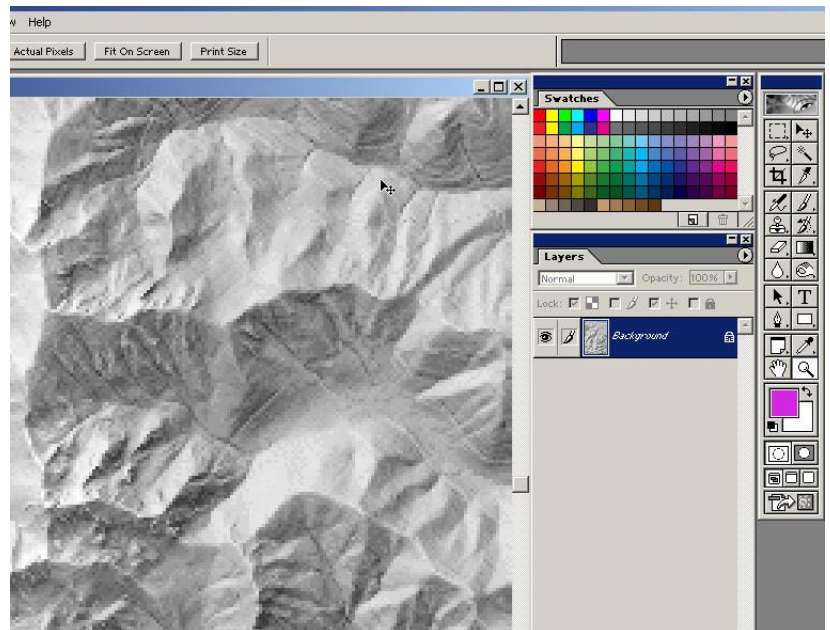 w Help
Actual Pixels Fit On Screen Print Size
Swatches
Layers
Normal Opacity: 100%
Lock:
Background
T